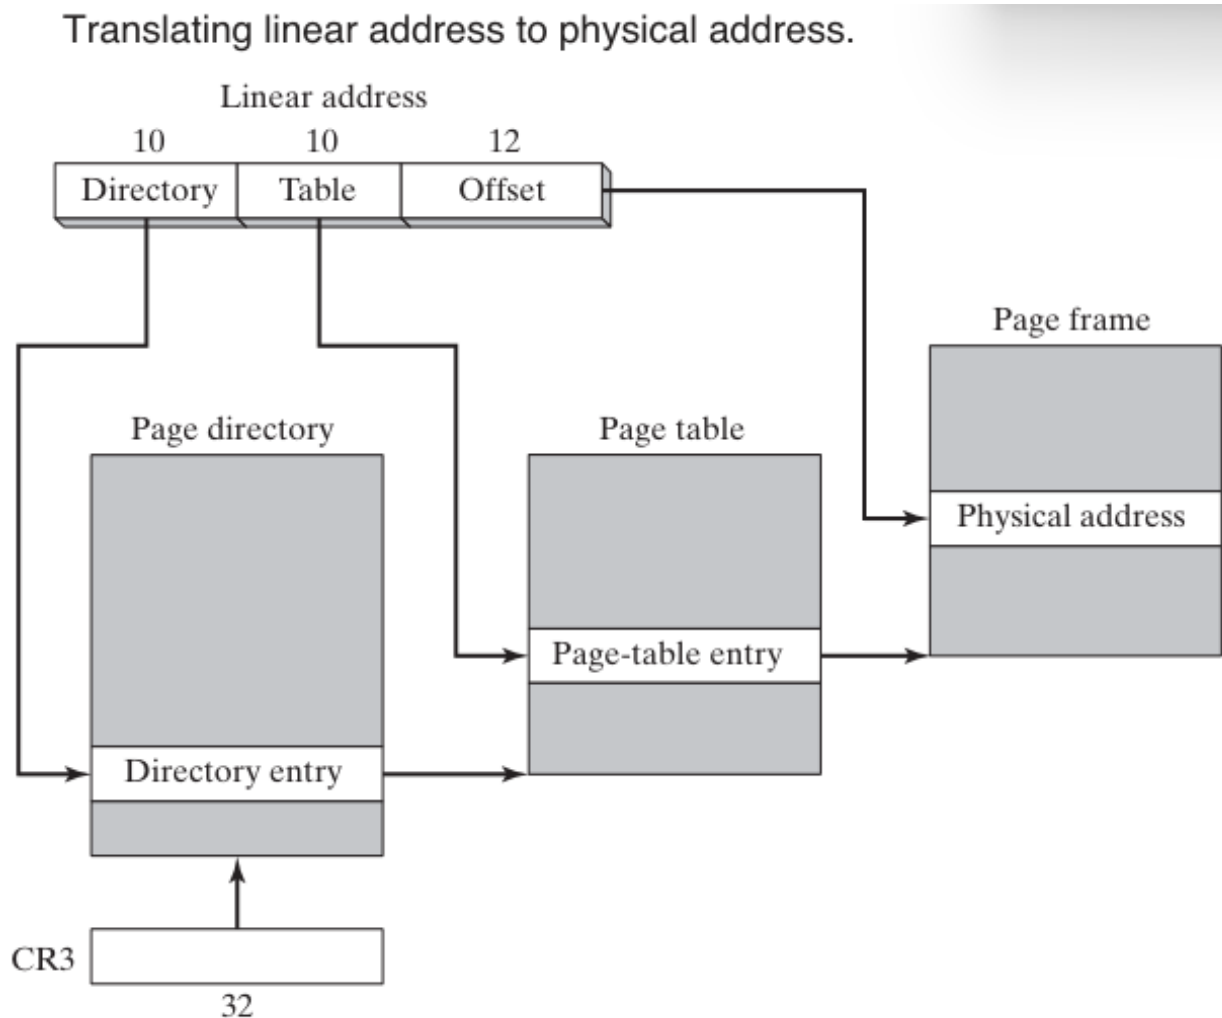 Translating linear address to physical address.
Linear address
10 10 12
Directory Table Offset
Page frame
Physical address
Page directory
Page table
Page-table entry
Directory entry
CR3
32